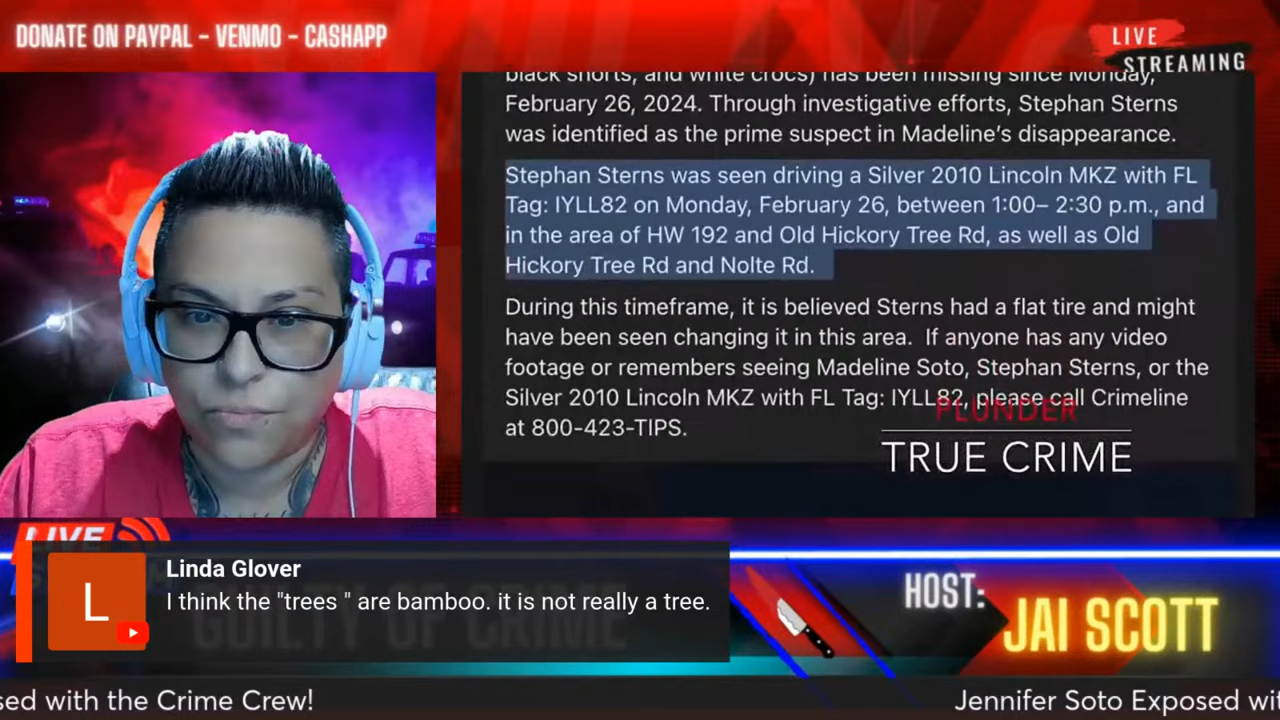 DONATE ON PAYPAL - VENMO - CASHAPP
LIVE
STREAMING
black shorts, and white crocs) has been missing since Monday,
February 26, 2024. Through investigative efforts, Stephan Sterns
was identified as the prime suspect in Madeline's disappearance.
Stephan Sterns was seen driving a Silver 2010 Lincoln MKZ with FL
Tag: IYLL82 on Monday, February 26, between 1:00– 2:30 p.m., and
in the area of HW 192 and Old Hickory Tree Rd, as well as Old
Hickory Tree Rd and Nolte Rd.
During this timeframe, it is believed Sterns had a flat tire and might
have been seen changing it in this area. If anyone has any video
footage or remembers seeing Madeline Soto, Stephan Sterns, or the
Silver 2010 Lincoln MKZ with FL Tag: IYLL82, please call Crimeline
at 800-423-TIPS.
PLUNDER
TRUE CRIME
LIVE
L
Linda Glover
I think the "trees " are bamboo. it is not really a tree.
GUILTY OF CRIME
HOST:
JAI SCOTT
sed with the Crime Crew!
Jennifer Soto Exposed wit